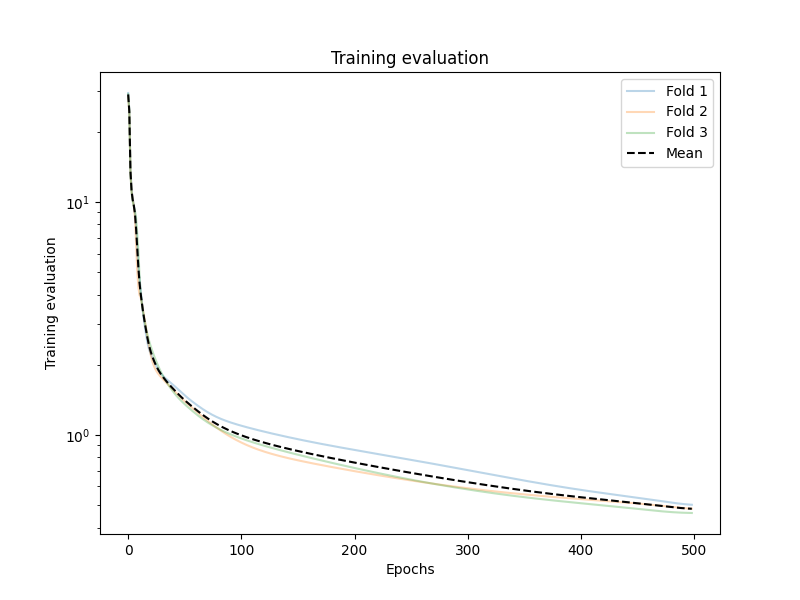 Training evaluation
Fold 1
Fold 2
Fold 3
Mean
Training evaluation
10¹
10⁰
0 100 200 300 400 500
Epochs